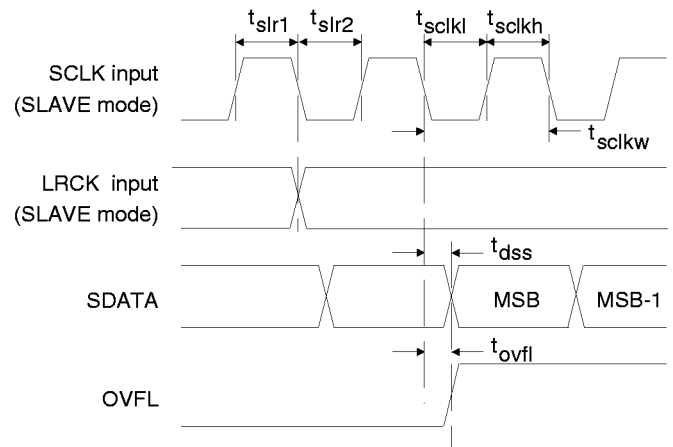 tslr1 tslr2 tsclkl tsclkh
SCLK input
(SLAVE mode)
tsclkw
LRCK input
(SLAVE mode)
tdss
SDATA
MSB
MSB-1
tovfl
OVFL